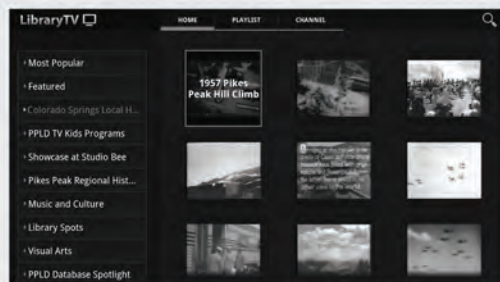 LibraryTV
HOME PLAYLIST CHANNEL
Most Popular
Featured
Colorado Springs Local H...
PPLD TV Kids Programs
Showcase at Studio Bee
Pikes Peak Regional Hist...
Music and Culture
Library Spots
Visual Arts
PPLD Database Spotlight
1957 Pikes
Peak Hill Climb